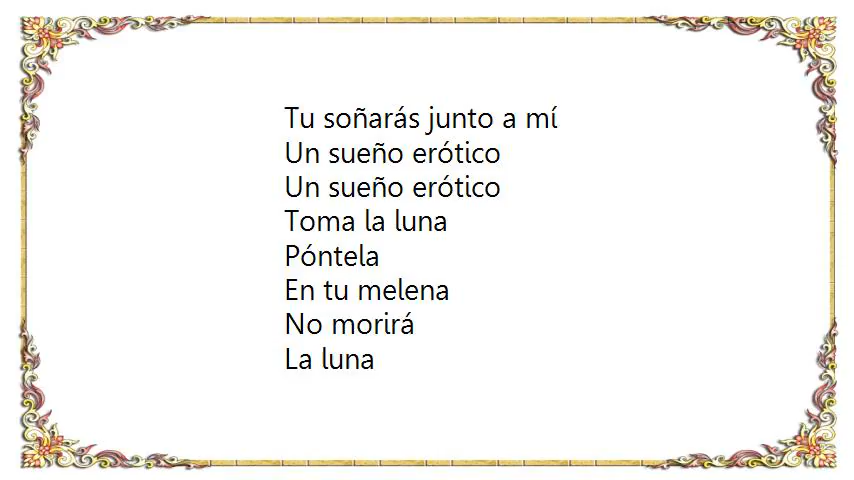 Tu soñarás junto a mí
Un sueño erótico
Un sueño erótico
Toma la luna
Póntela
En tu melena
No morirá
La luna